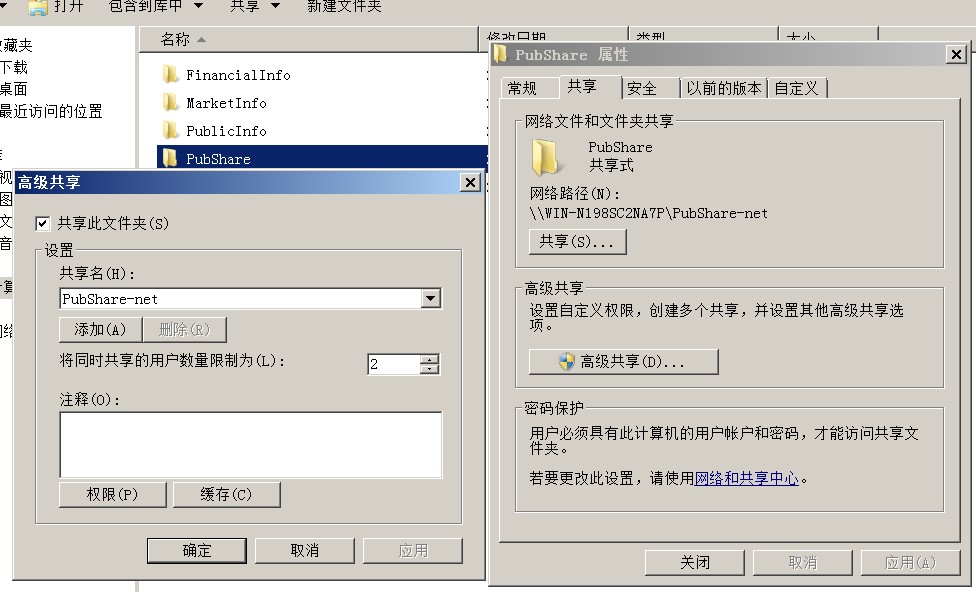 打开 包含到库中 共享 新建文件夹
名称 修改日期 类型 大小
藏夹
下载
桌面
最近访问的位置
FinancialInfo
MarketInfo
PublicInfo
PubShare
高级共享
共享此文件夹(S)
设置
共享名(H):
PubShare-net
添加(A) 删除(R)
将同时共享的用户数量限制为(L): 2
注释(O):
权限(P) 缓存(C)
确定 取消 应用
PubShare 属性
常规 共享 安全 以前的版本 自定义
网络文件和文件夹共享
PubShare
共享式
网络路径(N):
\\WIN-N198SC2NA7P\PubShare-net
共享(S)...
高级共享
设置自定义权限，创建多个共享，并设置其他高级共享选
项。
高级共享(D)...
密码保护
用户必须具有此计算机的用户帐户和密码，才能访问共享文
件夹。
若要更改此设置，请使用网络和共享中心。
关闭 取消 应用(A)